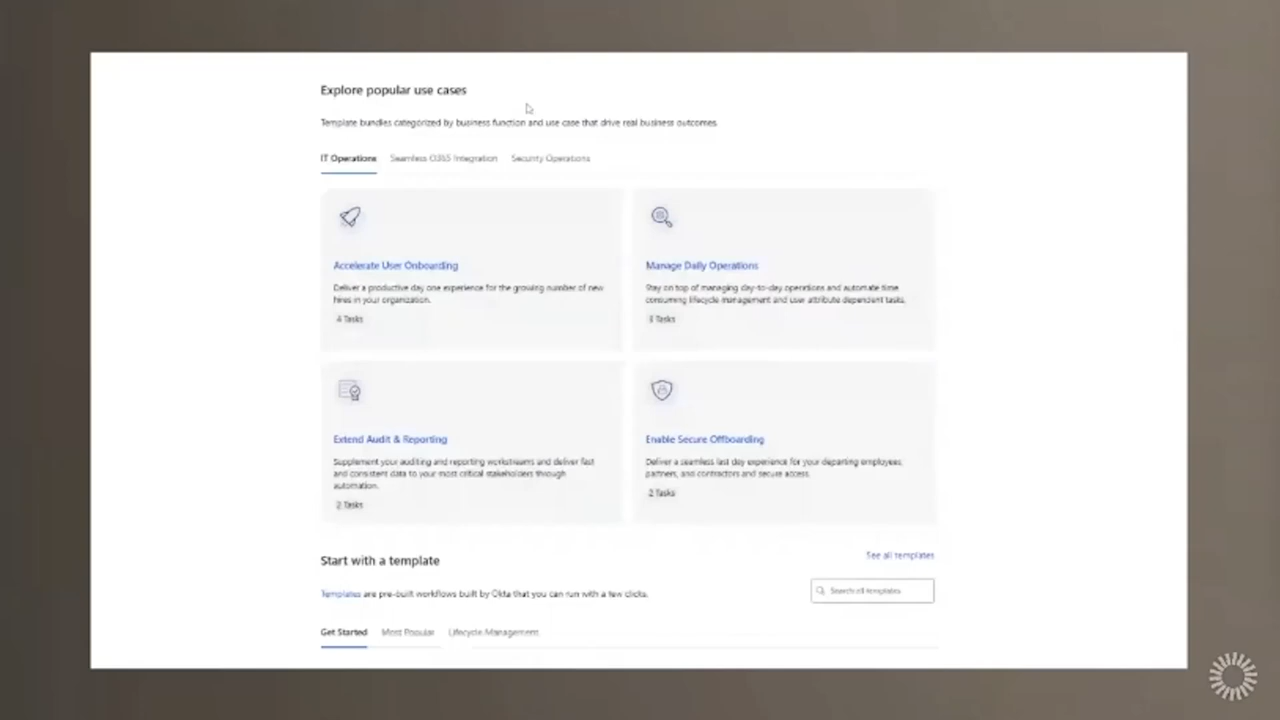 Explore popular use cases
Template bundles categorized by business function and use case that drive real business outcomes.
IT Operations Seamless O365 Integration Security Operations
Accelerate User Onboarding
Deliver a productive day one experience for the growing number of new
hires in your organization.
4 Tasks
Manage Daily Operations
Stay on top of managing day-to-day operations and automate time
consuming lifecycle management and user attribute dependent tasks.
Tasks
Extend Audit & Reporting
Supplement your auditing and reporting workstreams and deliver fast
and consistent data to your most critical stakeholders through
automation.
2 Tasks
Enable Secure Offboarding
Deliver a seamless last day experience for your departing employees,
partners, and contractors and secure access.
2 Tasks
Start with a template
See all templates
Templates are pre-built workflows built by Okta that you can run with a few clicks.
Search all templates
Get Started Most Popular Lifecycle Management